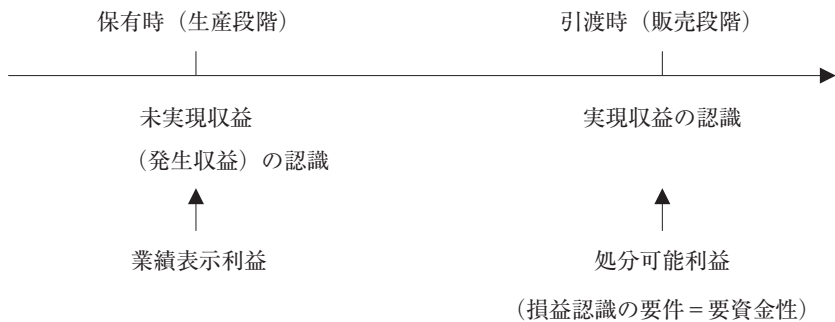 保有時（生産段階）
引渡時（販売段階）
未実現収益
（発生収益）の認識
実現収益の認識
業績表示利益
処分可能利益
（損益認識の要件＝要資金性）